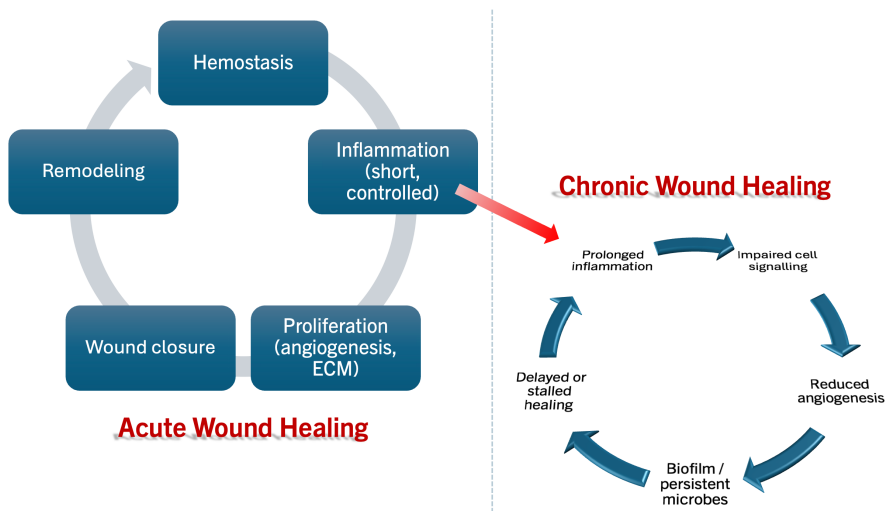 Hemostasis
Inflammation
(short,
controlled)
Proliferation
(angiogenesis,
ECM)
Wound closure
Remodeling
Acute Wound Healing
Chronic Wound Healing
Prolonged
inflammation
Impaired cell
signalling
Reduced
angiogenesis
Biofilm /
persistent
microbes
Delayed or
stalled
healing